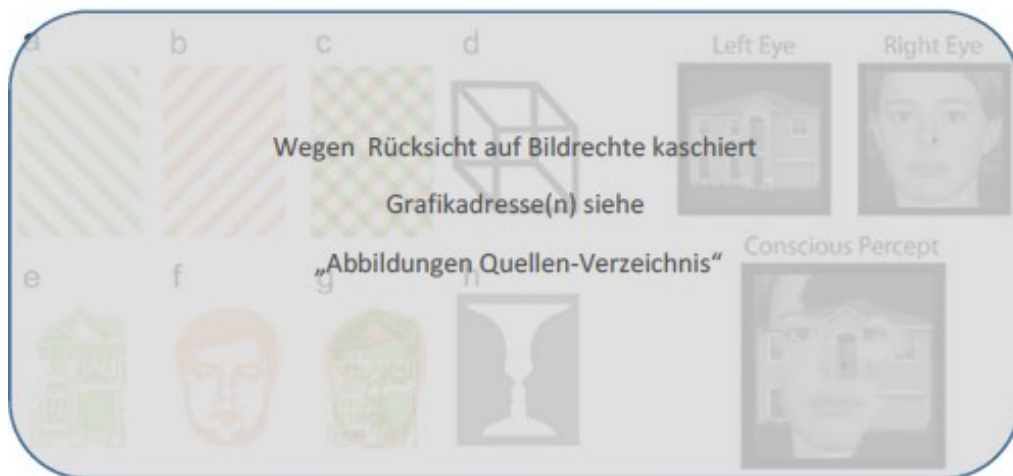 a b c d Left Eye Right Eye
Wegen Rücksicht auf Bildrechte kaschiert
Grafikadresse(n) siehe
„Abbildungen Quellen-Verzeichnis“
Conscious Percept
e f g h